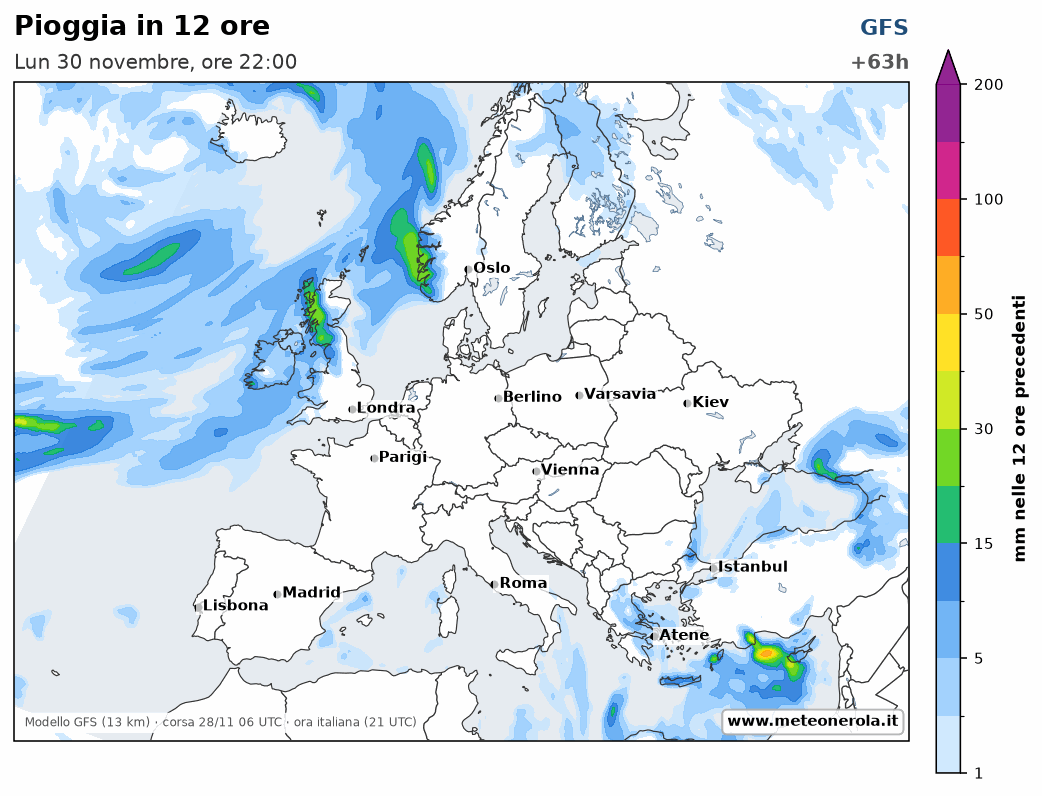 Pioggia in 12 ore
GFS
Lun 30 novembre, ore 22:00
+63h
200
100
50
30
15
5
1
mm nelle 12 ore precedenti
Oslo
Berlino
Varsavia
Kiev
Londra
Parigi
Vienna
Istanbul
Roma
Madrid
Lisbona
Atene
Modello GFS (13 km) · corsa 28/11 06 UTC · ora italiana (21 UTC)
www.meteonerola.it